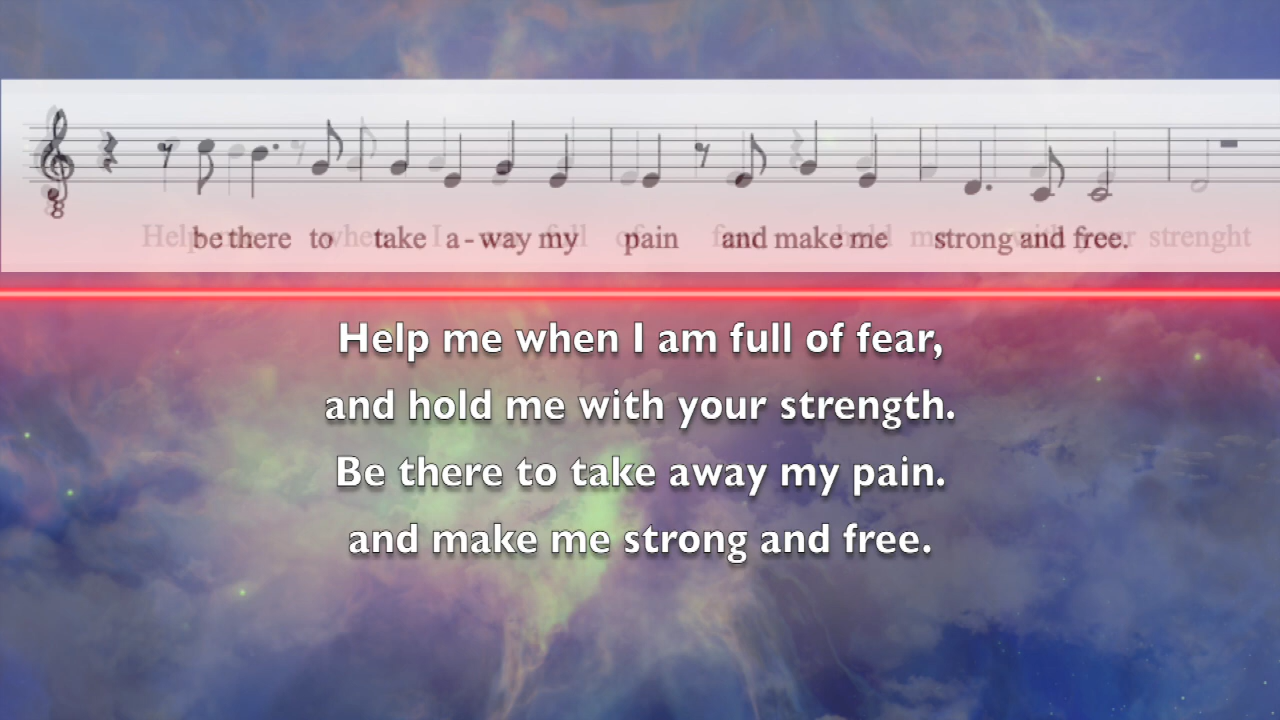 be there to take a - way my pain and make me strong and free.
Help me when I am full of fear,
and hold me with your strength.
Be there to take away my pain.
and make me strong and free.